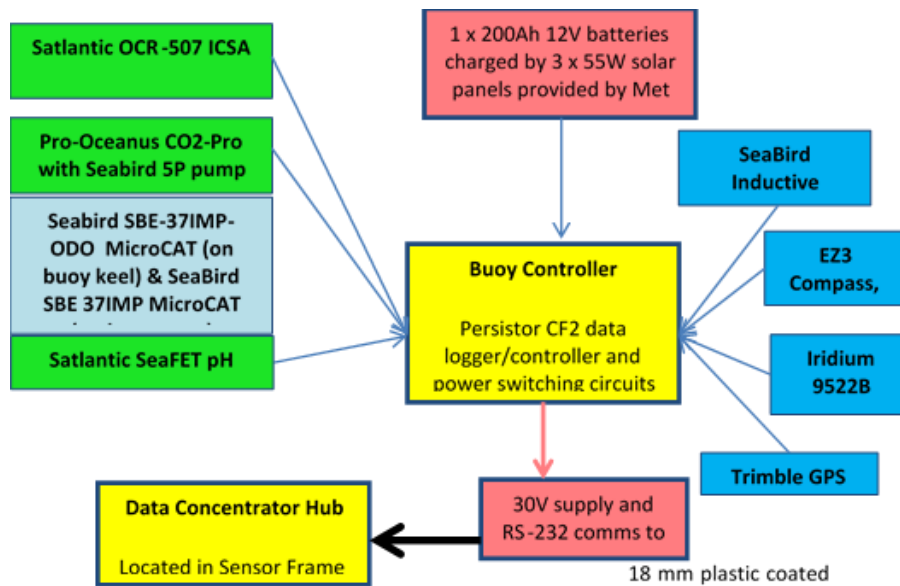 Satlantic OCR-507 ICSA
1 x 200Ah 12V batteries
charged by 3 x 55W solar
panels provided by Met
Pro-Oceanus CO2-Pro
with Seabird 5P pump
SeaBird
Inductive
Seabird SBE-37IMP-
ODO MicroCAT (on
buoy keel) & SeaBird
SBE 37IMP MicroCAT
EZ3
Compass,
Buoy Controller
Persistor CF2 data
logger/controller and
power switching circuits
Satlantic SeaFET pH
Iridium
9522B
Trimble GPS
Data Concentrator Hub
Located in Sensor Frame
30V supply and
RS-232 comms to
18 mm plastic coated